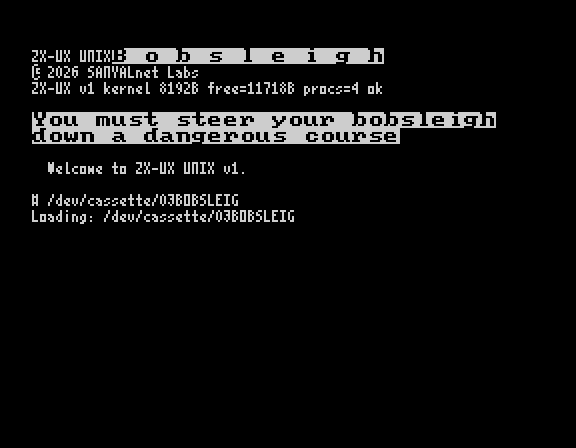 ZX-UX UNIX B o b s l e i g h
© 2026 SANYALnet Labs
ZX-UX v1 kernel 8192B free=11718B procs=4 ok
You must steer your bobsleigh
down a dangerous course
Welcome to ZX-UX UNIX v1.
# /dev/cassette/03BOBSLEIG
Loading: /dev/cassette/03BOBSLEIG